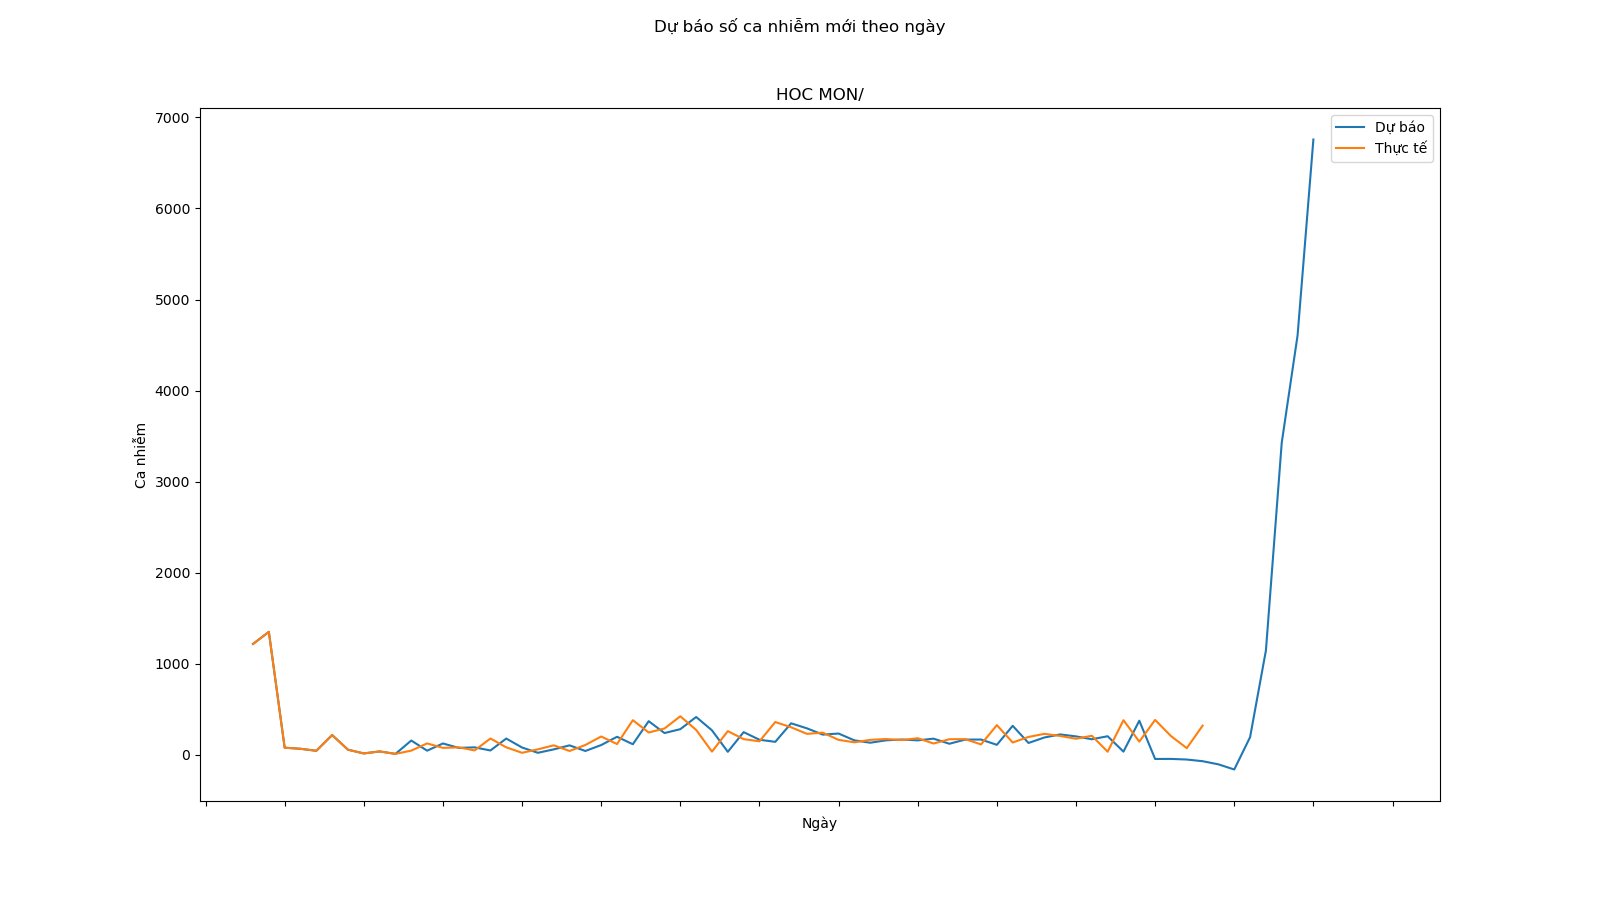 Dự báo số ca nhiễm mới theo ngày
HOC MON/
7000
6000
5000
4000
3000
2000
1000
0
Ca nhiễm
Ngày
Dự báo
Thực tế